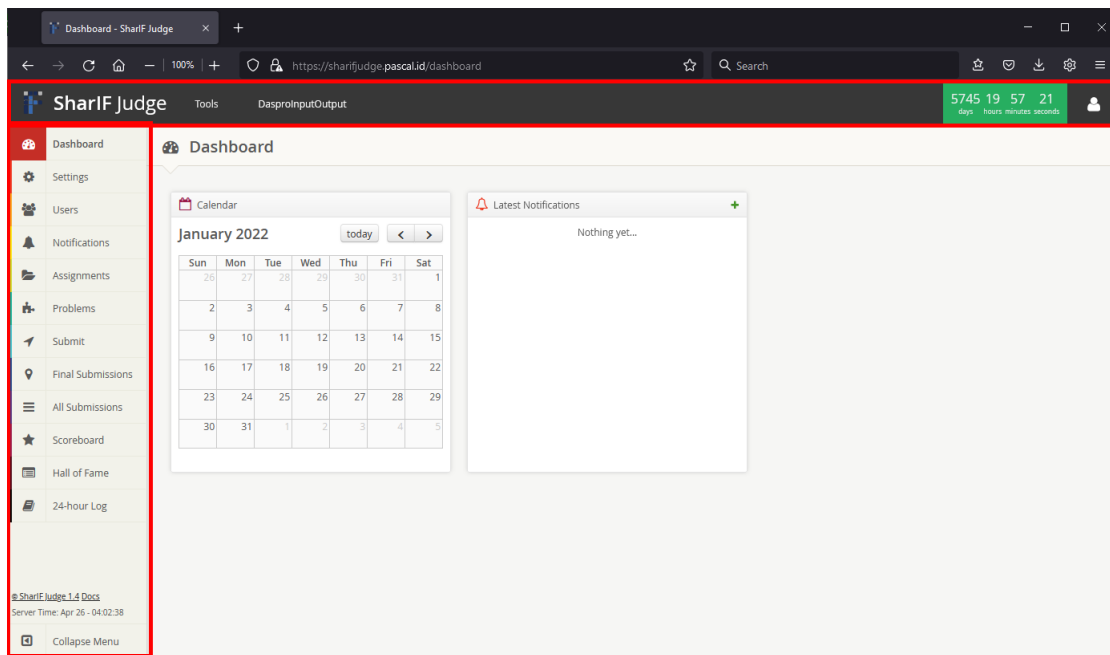 Dashboard - SharIF Judge
100%
https://sharifjudge.pascal.id/dashboard
Search
SharIF Judge
Tools
DasproInputOutput
5745 19 57 21
days hours minutes seconds
Dashboard
Settings
Users
Notifications
Assignments
Problems
Submit
Final Submissions
All Submissions
Scoreboard
Hall of Fame
24-hour Log
© SharIF Judge 1.4 Docs
Server Time: Apr 26 - 04:02:38
Collapse Menu
Dashboard
Calendar
January 2022
today
Sun Mon Tue Wed Thu Fri Sat
26 27 28 29 30 31 1
2 3 4 5 6 7 8
9 10 11 12 13 14 15
16 17 18 19 20 21 22
23 24 25 26 27 28 29
30 31 1 2 3 4 5
Latest Notifications
Nothing yet...